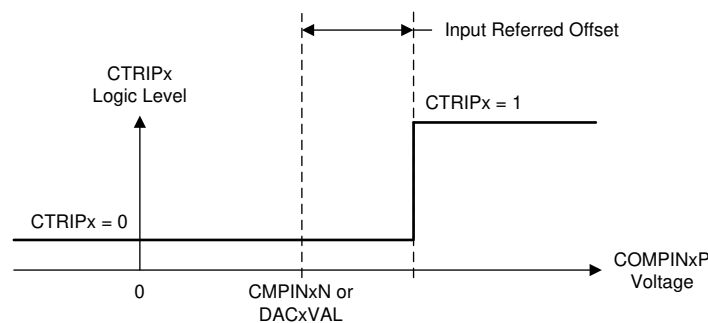 Input Referred Offset
CTRIPx
Logic Level
CTRIPx = 1
CTRIPx = 0
COMPINxP
Voltage
0
CMPINxN or
DACxVAL